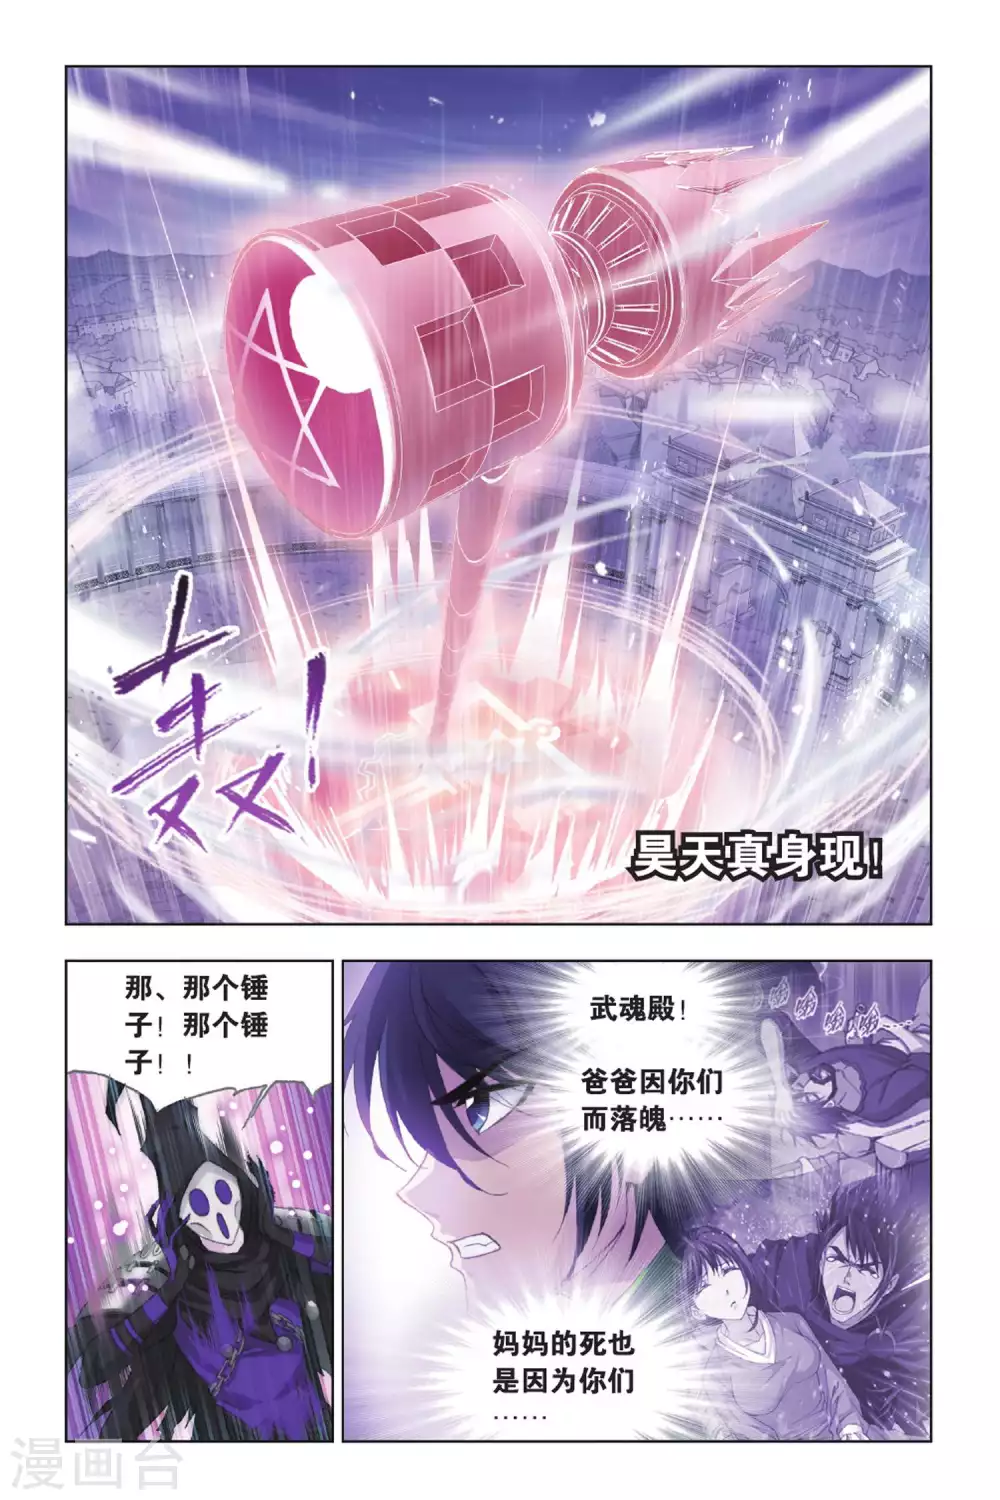 轰！
昊天真身现！
那、那个锤
子！那个锤
子！！
武魂殿！
爸爸因你们
而落魄……
妈妈的死也
是因为你们
……
漫画台